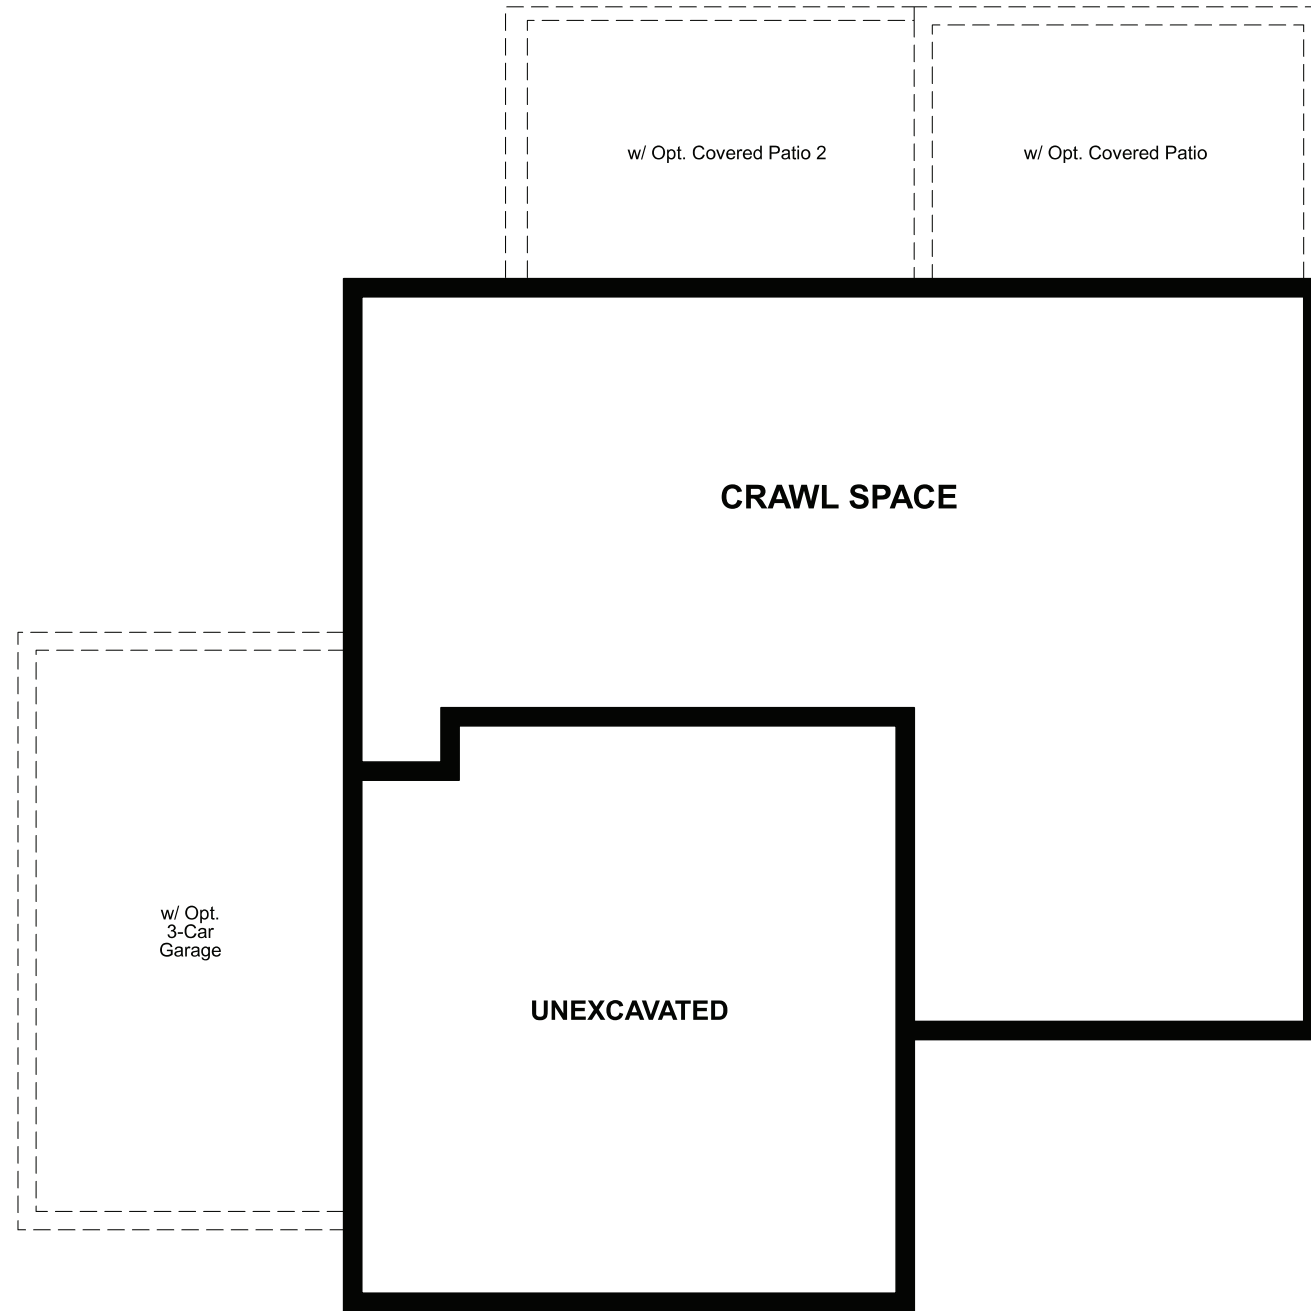 w/ Opt. Covered Patio 2
w/ Opt. Covered Patio
CRAWL SPACE
w/ Opt.
3-Car
Garage
UNEXCAVATED